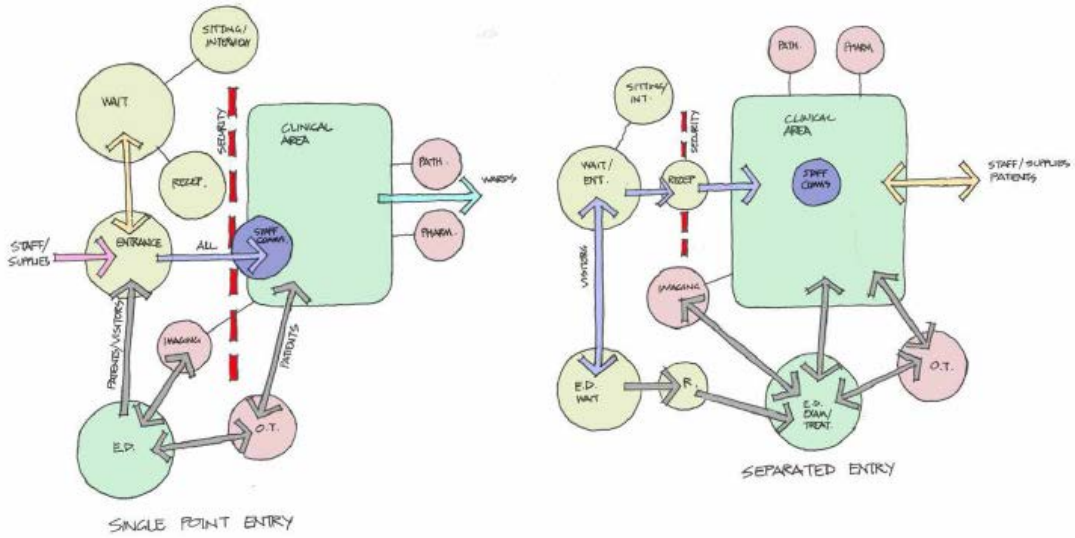 SITTING/
INTERVIEW
WAIT
RECEP.
SECURITY
CLINICAL
AREA
PATH.
WARDS
PHARM.
STAFF/
SUPPLIES
ENTRANCE
ALL
STAFF
COMMS.
PATIENTS/VISITORS
IMAGING
PATIENTS
E.D.
O.T.
SINGLE POINT ENTRY
PATH.
PHARM.
SITTING/
INT.
SECURITY
CLINICAL
AREA
WAIT/
ENT.
RECEP.
STAFF
COMMS
STAFF/SUPPLIES
PATIENTS
VISITORS
IMAGING
E.D.
WAIT
R.
E.D.
EXAM/
TREAT.
O.T.
SEPARATED ENTRY